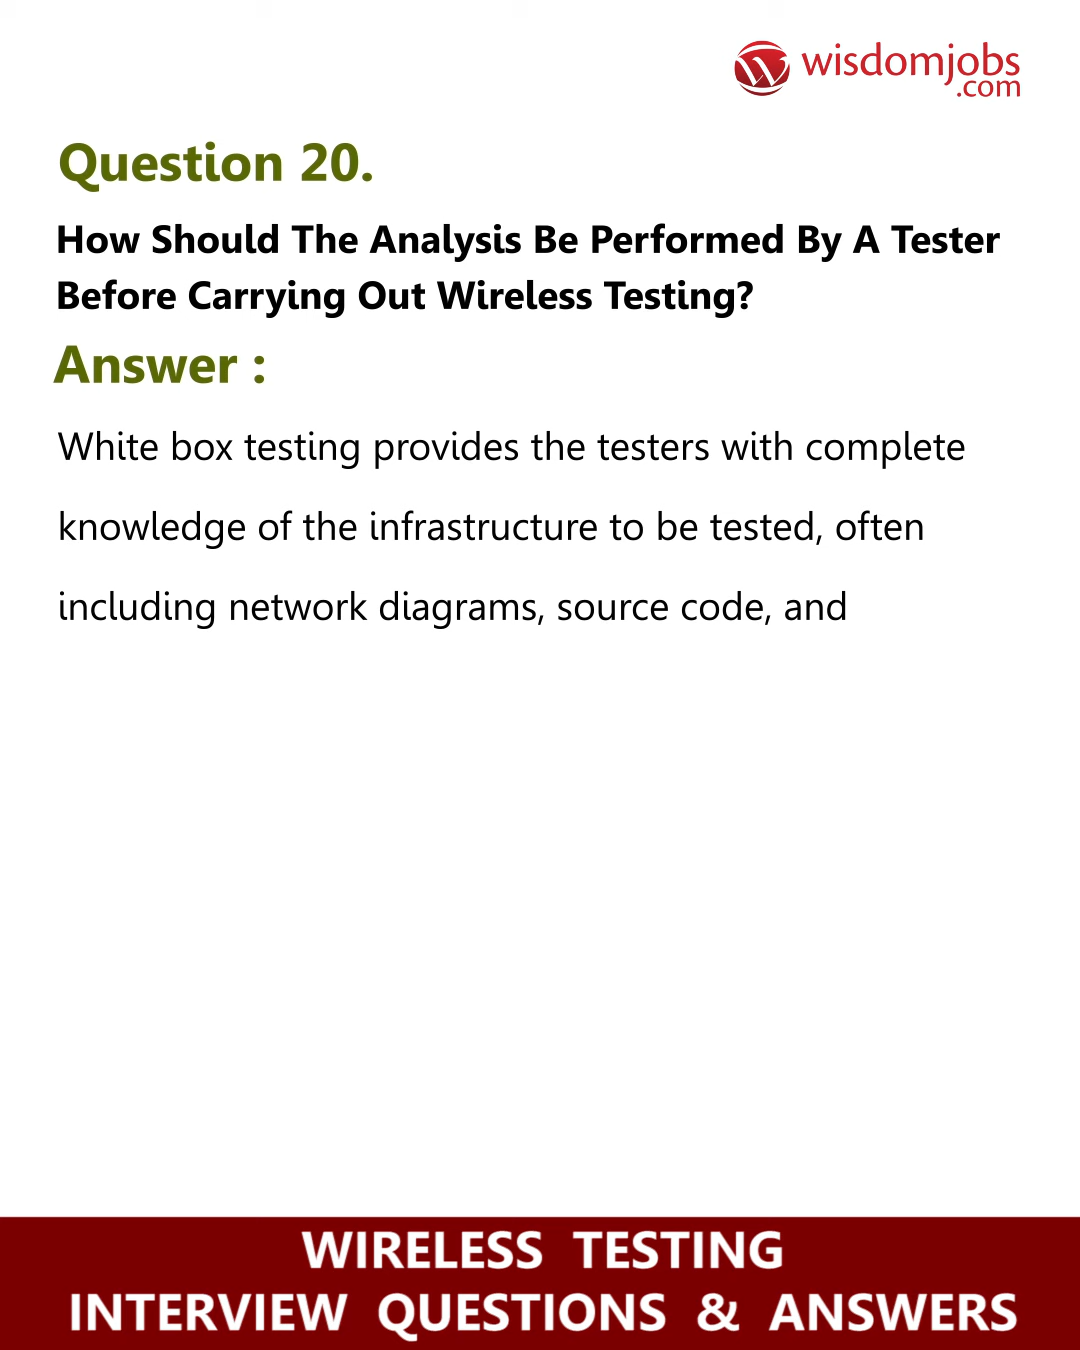 wisdomjobs
.com
Question 20.
How Should The Analysis Be Performed By A Tester
Before Carrying Out Wireless Testing?
Answer :
White box testing provides the testers with complete
knowledge of the infrastructure to be tested, often
including network diagrams, source code, and
WIRELESS TESTING
INTERVIEW QUESTIONS & ANSWERS